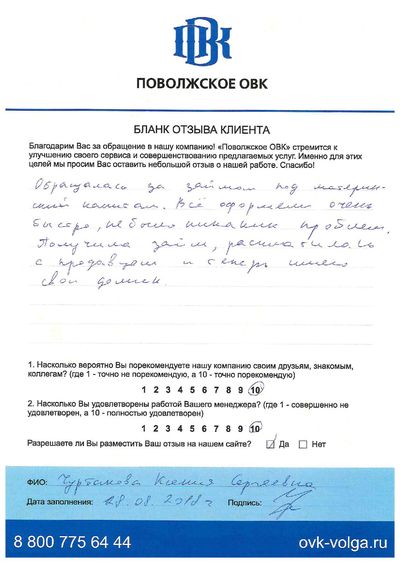 ОВК
ПОВОЛЖСКОЕ ОВК
БЛАНК ОТЗЫВА КЛИЕНТА
Благодарим Вас за обращение в нашу компанию! «Поволжское ОВК» стремится к
улучшению своего сервиса и совершенствованию предлагаемых услуг. Именно для этих
целей мы просим Вас оставить небольшой отзыв о нашей работе. Спасибо!
Обращалась за займом под материн-
ский капитал. Всё оформили очень
быстро, не было никаких проблем.
Получила займ, расплатилась
с продавцом и теперь имею
свой домик.
1. Насколько вероятно Вы порекомендуете нашу компанию своим друзьям, знакомым,
коллегам? (где 1 - точно не порекомендую, а 10 - точно порекомендую)
1 2 3 4 5 6 7 8 9 10
2. Насколько Вы удовлетворены работой Вашего менеджера? (где 1 - совершенно не
удовлетворен, а 10 - полностью удовлетворен)
1 2 3 4 5 6 7 8 9 10
Разрешаете ли Вы разместить Ваш отзыв на нашем сайте? Да Нет
ФИО: Чуртакова Ксения Сергеевна
Дата заполнения: 28.08.2018г Подпись:
8 800 775 64 44 ovk-volga.ru